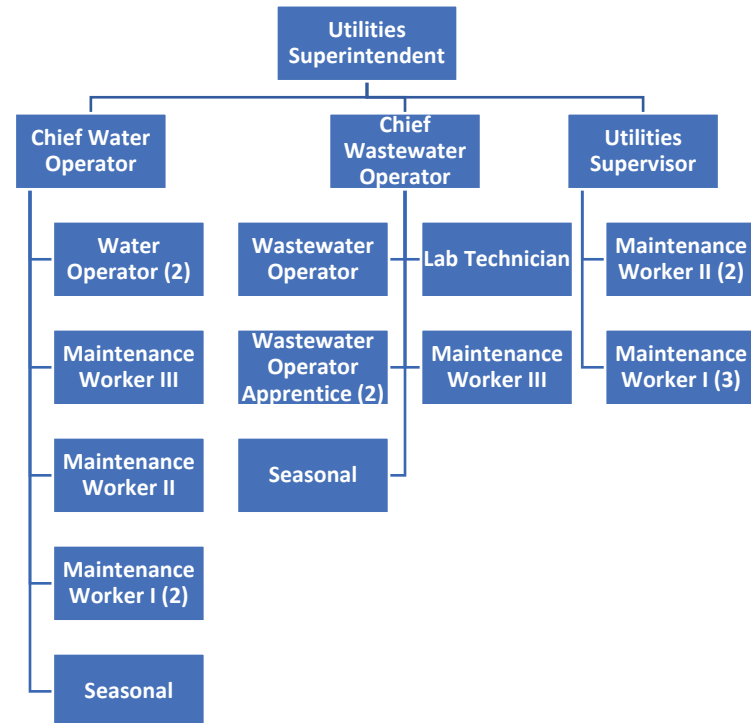 Utilities
Superintendent
Chief Water
Operator
Chief
Wastewater
Operator
Utilities
Supervisor
Water
Operator (2)
Wastewater
Operator
Lab Technician
Maintenance
Worker II (2)
Maintenance
Worker III
Wastewater
Operator
Apprentice (2)
Maintenance
Worker III
Maintenance
Worker I (3)
Maintenance
Worker II
Seasonal
Maintenance
Worker I (2)
Seasonal